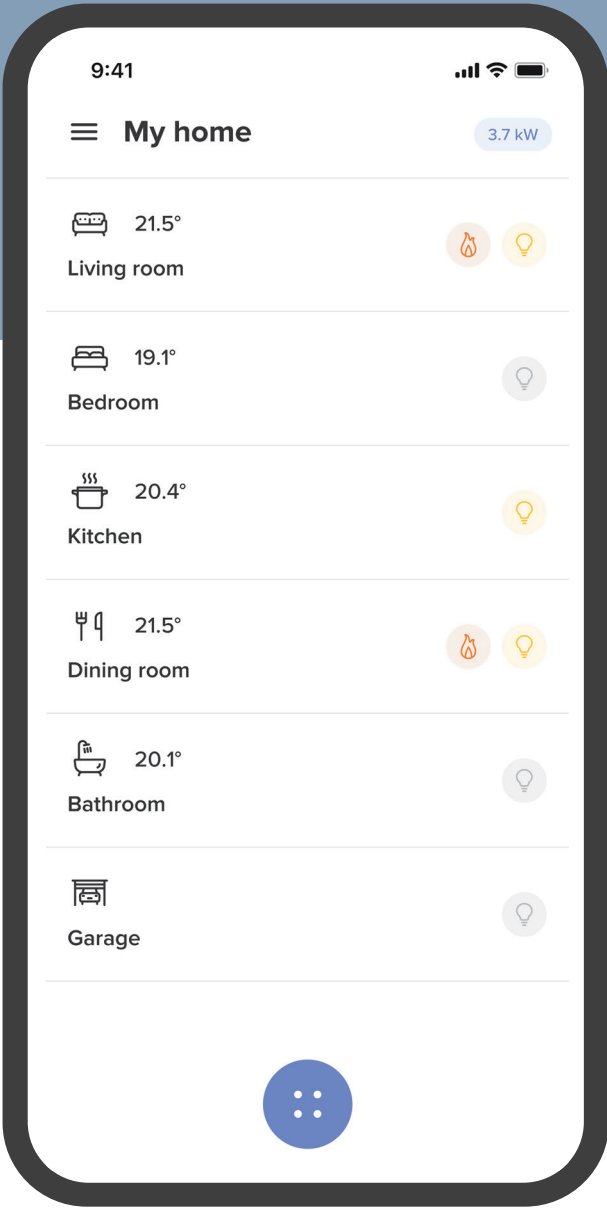 9:41
My home
3.7 kW
21.5°
Living room
19.1°
Bedroom
20.4°
Kitchen
21.5°
Dining room
20.1°
Bathroom
Garage